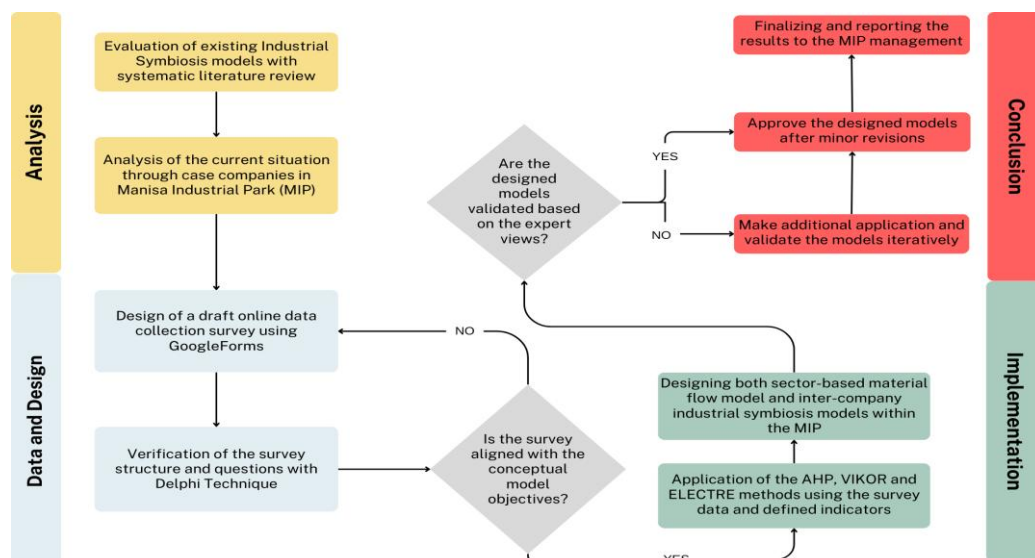 Analysis
Evaluation of existing Industrial
Symbiosis models with
systematic literature review
Analysis of the current situation
through case companies in
Manisa Industrial Park (MIP)
Data and Design
Design of a draft online data
collection survey using
GoogleForms
Verification of the survey
structure and questions with
Delphi Technique
Is the survey
aligned with the
conceptual
model
objectives?
NO
YES
Application of the AHP, VIKOR and
ELECTRE methods using the survey
data and defined indicators
Designing both sector-based material
flow model and inter-company
industrial symbiosis models within
the MIP
Implementation
Are the
designed
models
validated based
on the expert
views?
YES
NO
Make additional application and
validate the models iteratively
Approve the designed models
after minor revisions
Finalizing and reporting the
results to the MIP management
Conclusion